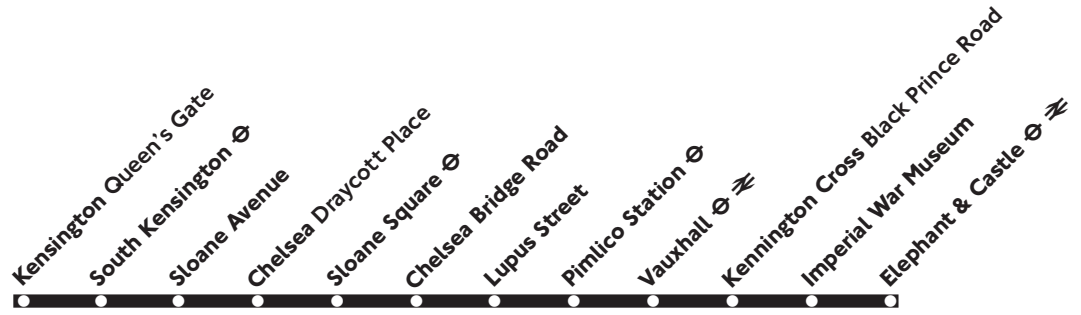 Kensington Queen's Gate
South Kensington
Sloane Avenue
Chelsea Draycott Place
Sloane Square
Chelsea Bridge Road
Lupus Street
Pimlico Station
Vauxhall
Kennington Cross Black Prince Road
Imperial War Museum
Elephant & Castle